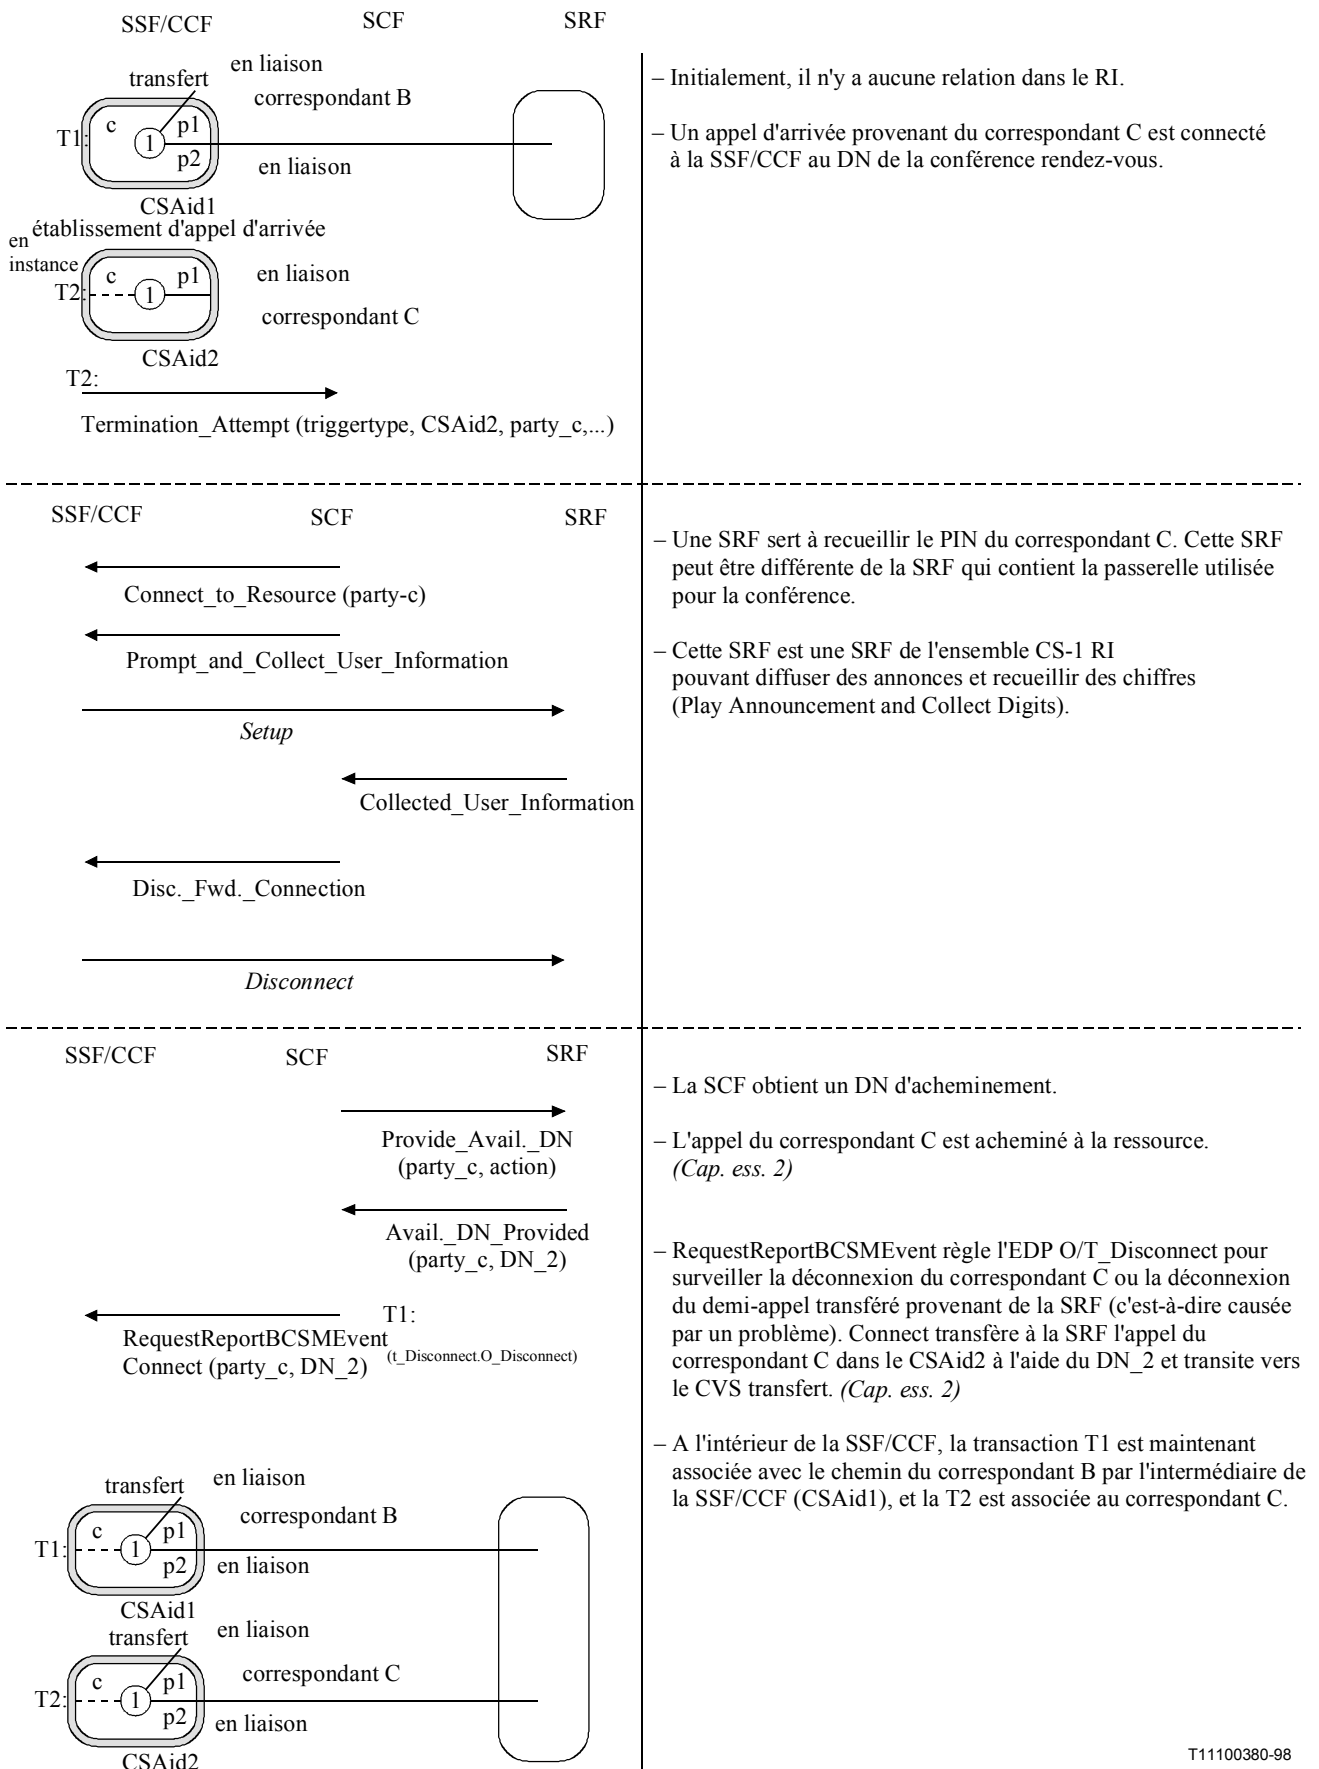 SSF/CCF SCF SRF
en liaison
transfert
correspondant B
c p1
T1: 1
p2
en liaison
CSAid1
établissement d'appel d'arrivée
en
instance
c p1
en liaison
T2: 1
correspondant C
CSAid2
T2:
Termination_Attempt (triggertype, CSAid2, party_c,...)
– Initialement, il n'y a aucune relation dans le RI.
– Un appel d'arrivée provenant du correspondant C est connecté
à la SSF/CCF au DN de la conférence rendez-vous.
SSF/CCF SCF SRF
Connect_to_Resource (party-c)
Prompt_and_Collect_User_Information
Setup
Collected_User_Information
Disc._Fwd._Connection
Disconnect
– Une SRF sert à recueillir le PIN du correspondant C. Cette SRF
peut être différente de la SRF qui contient la passerelle utilisée
pour la conférence.
– Cette SRF est une SRF de l'ensemble CS-1 RI
pouvant diffuser des annonces et recueillir des chiffres
(Play Announcement and Collect Digits).
SSF/CCF SCF SRF
Provide_Avail._DN
(party_c, action)
Avail._DN_Provided
(party_c, DN_2)
T1:
RequestReportBCSMEvent
Connect (party_c, DN_2) (t_Disconnect.O_Disconnect)
transfert
en liaison
correspondant B
c p1
T1: 1
p2
en liaison
CSAid1
transfert
en liaison
c p1
correspondant C
T2: 1
p2
en liaison
CSAid2
– La SCF obtient un DN d'acheminement.
– L'appel du correspondant C est acheminé à la ressource.
(Cap. ess. 2)
– RequestReportBCSMEvent règle l'EDP O/T_Disconnect pour
surveiller la déconnexion du correspondant C ou la déconnexion
du demi-appel transféré provenant de la SRF (c'est-à-dire causée
par un problème). Connect transfère à la SRF l'appel du
correspondant C dans le CSAid2 à l'aide du DN_2 et transite vers
le CVS transfert. (Cap. ess. 2)
– A l'intérieur de la SSF/CCF, la transaction T1 est maintenant
associée avec le chemin du correspondant B par l'intermédiaire de
la SSF/CCF (CSAid1), et la T2 est associée au correspondant C.
T11100380-98